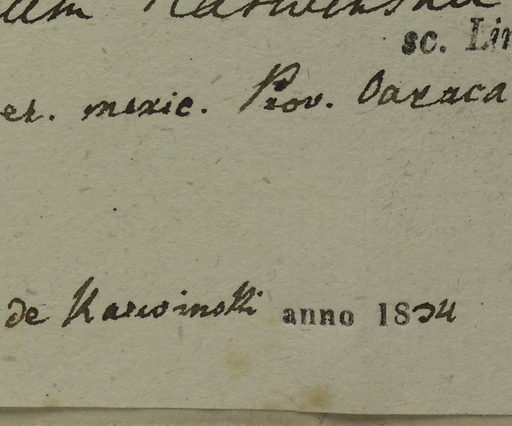 sc. Lin
mexic. Prov. Oaxaca
de Karwinski anno 1834